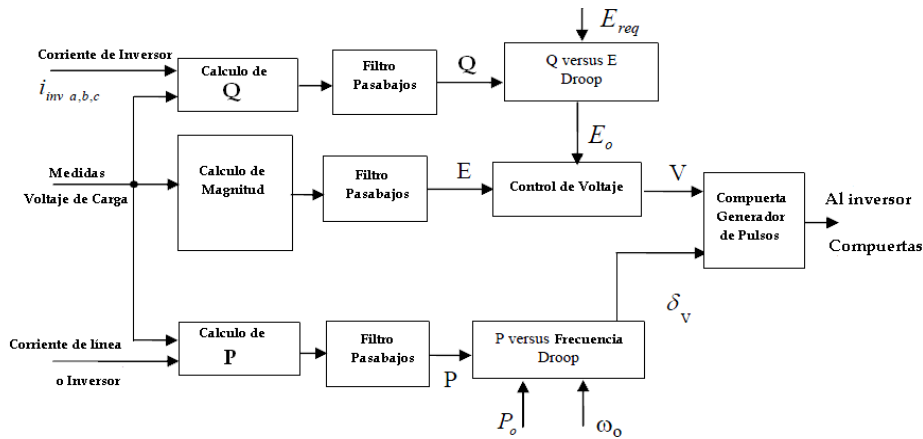 E_req
Corriente de Inversor
i_inv a,b,c
Calculo de
Q
Filtro
Pasabajos
Q
Q versus E
Droop
E_o
Medidas
Voltaje de Carga
Calculo de
Magnitud
Filtro
Pasabajos
E
Control de Voltaje
V
Compuerta
Generador
de Pulsos
Al inversor
Compuertas
δ_v
Corriente de línea
o Inversor
Calculo de
P
Filtro
Pasabajos
P
P versus Frecuencia
Droop
P_o
ω_o